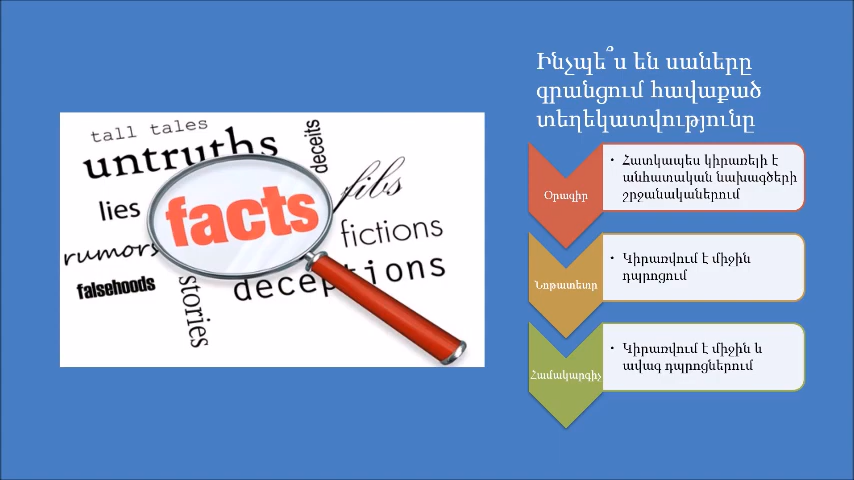 tall tales
untruths
deceits
fibs
lies
facts
fictions
rumors
deceptions
falsehoods
stories
Ինչպե՞ս են սաները
գրանցում հավաքած
տեղեկատվությունը
Օրագիր
• Հատկապես կիրառելի է
անհատական նախագծերի
շրջանակներում
Նոթատետր
• Կիրառվում է միջին
դպրոցում
Համակարգիչ
• Կիրառվում է միջին և
ավագ դպրոցներում